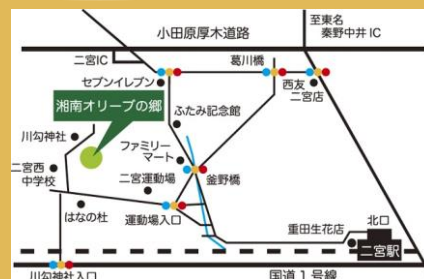 至東名
秦野中井 IC
小田原厚木道路
二宮IC
葛川橋
セブンイレブン
西友
二宮店
湘南オリーブの郷
ふたみ記念館
川勾神社
ファミリー
マート
二宮西
中学校
二宮運動場
釜野橋
はなの杜
運動場入口
重田生花店
北口
二宮駅
川勾神社入口
国道1号線